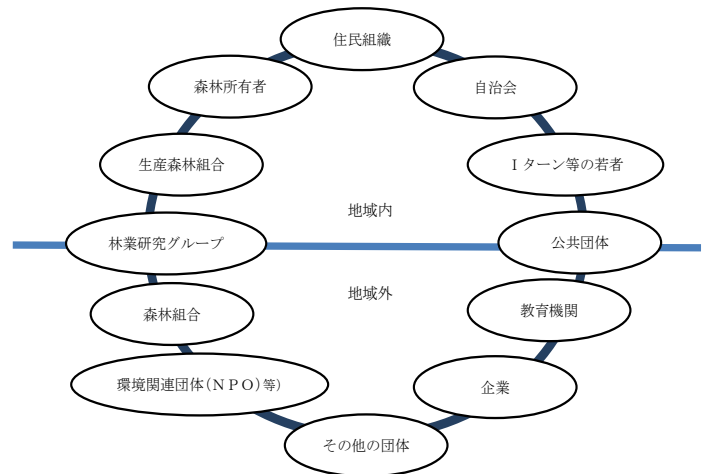 住民組織
森林所有者
自治会
生産森林組合
Ｉターン等の若者
地域内
林業研究グループ
公共団体
地域外
森林組合
教育機関
環境関連団体(ＮＰＯ)等)
企業
その他の団体